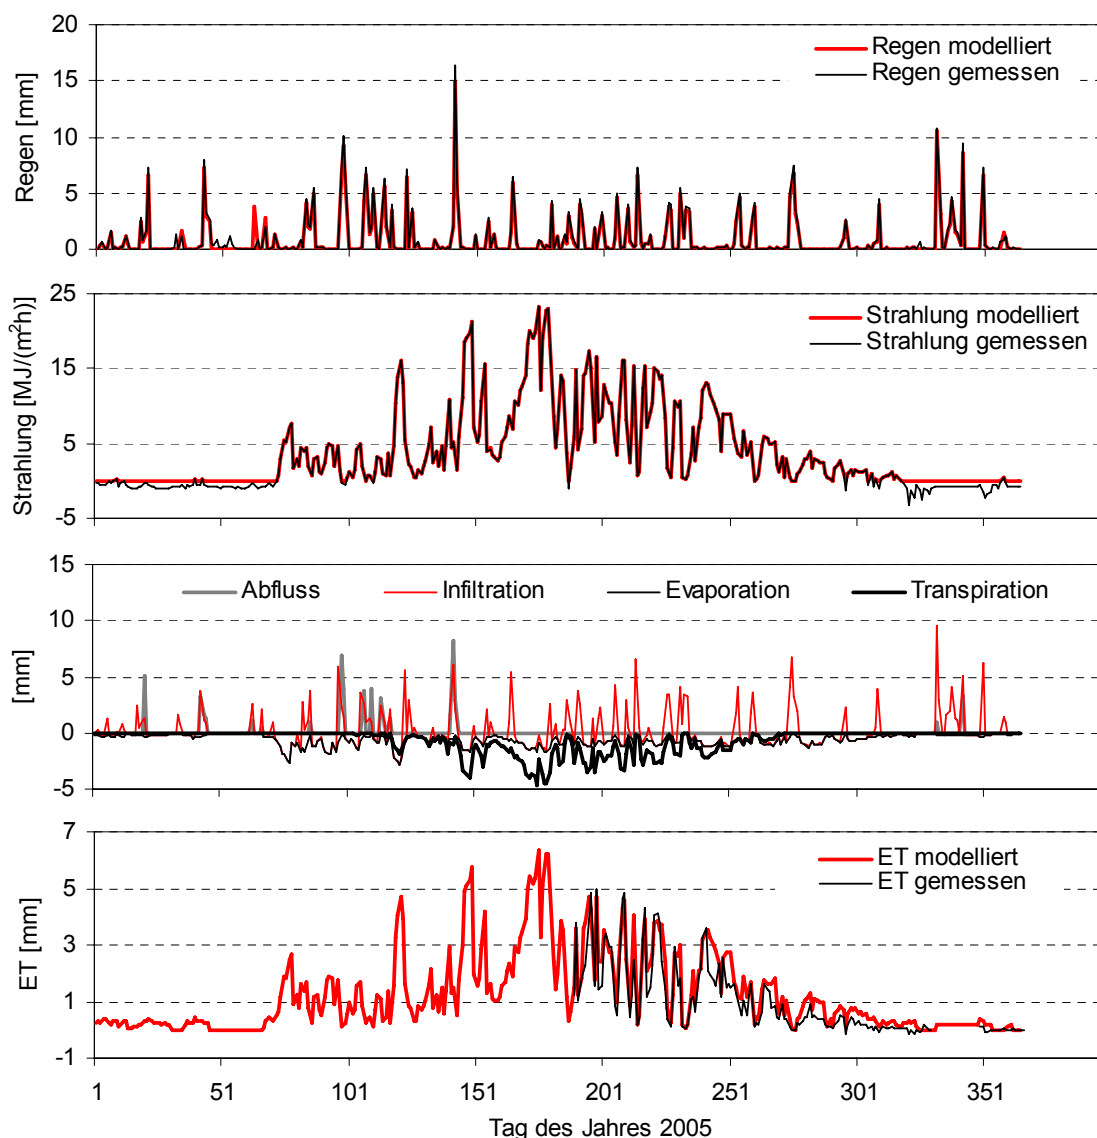 20
15
10
5
0
Regen [mm]
Regen modelliert
Regen gemessen
25
15
5
-5
Strahlung [MJ/(m²h)]
Strahlung modelliert
Strahlung gemessen
15
10
5
0
-5
[mm]
Abfluss Infiltration Evaporation Transpiration
7
5
3
1
-1
ET [mm]
ET modelliert
ET gemessen
1 51 101 151 201 251 301 351
Tag des Jahres 2005